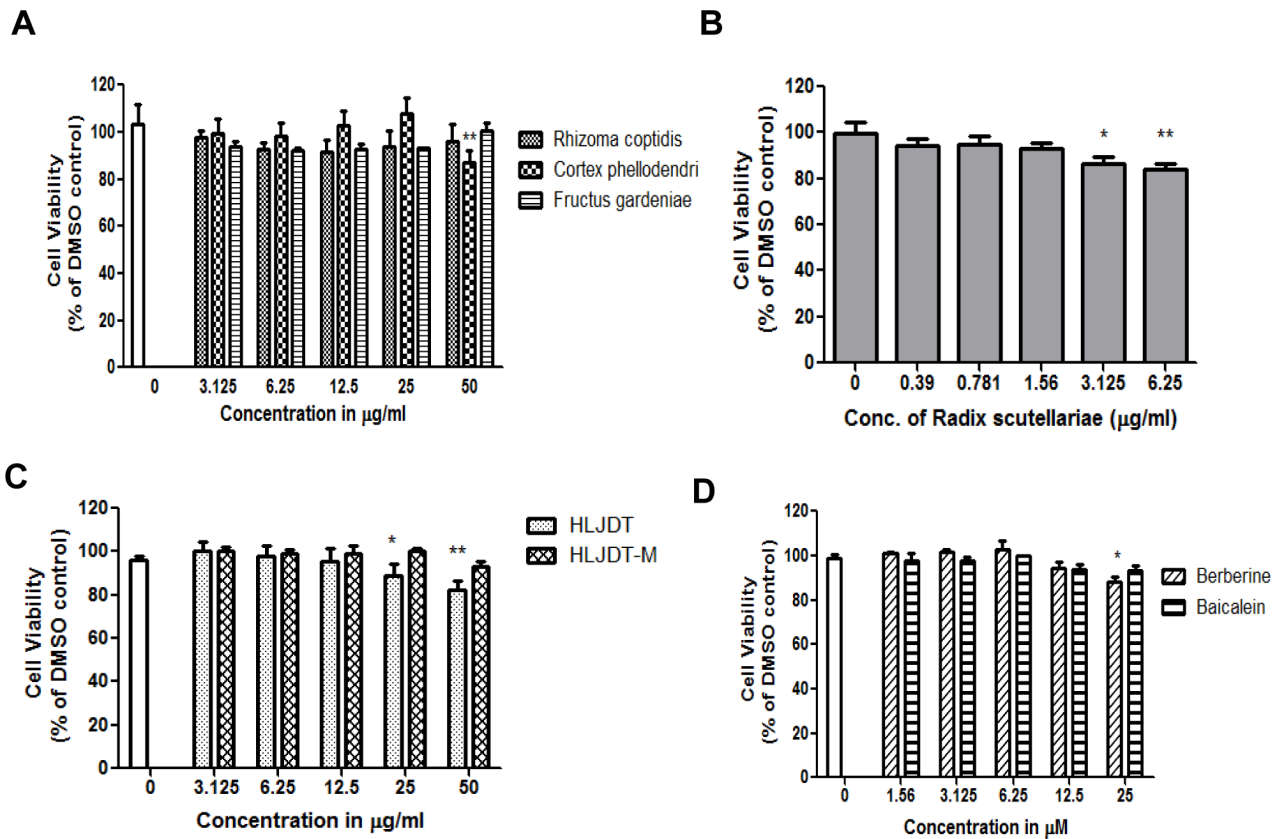 A
120
100
80
60
40
20
0
Cell Viability
(% of DMSO control)
**
0 3.125 6.25 12.5 25 50
Concentration in μg/ml
Rhizoma coptidis
Cortex phellodendri
Fructus gardeniae
B
120
100
80
60
40
20
0
Cell Viability
(% of DMSO control)
* **
0 0.39 0.781 1.56 3.125 6.25
Conc. of Radix scutellariae (μg/ml)
C
120
100
80
60
40
20
0
Cell Viability
(% of DMSO control)
* **
0 3.125 6.25 12.5 25 50
Concentration in μg/ml
HLJDT
HLJDT-M
D
120
100
80
60
40
20
0
Cell Viability
(% of DMSO control)
*
0 1.56 3.125 6.25 12.5 25
Concentration in μM
Berberine
Baicalein